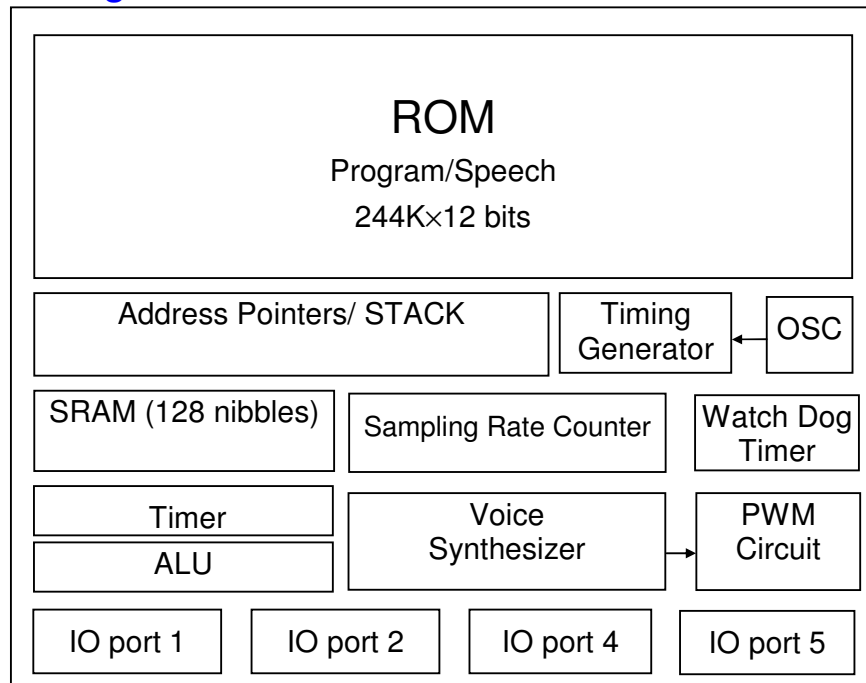 ROM
Program/Speech
244K×12 bits
Address Pointers/ STACK
Timing
Generator
OSC
SRAM (128 nibbles)
Sampling Rate Counter
Watch Dog
Timer
Timer
ALU
Voice
Synthesizer
PWM
Circuit
IO port 1
IO port 2
IO port 4
IO port 5